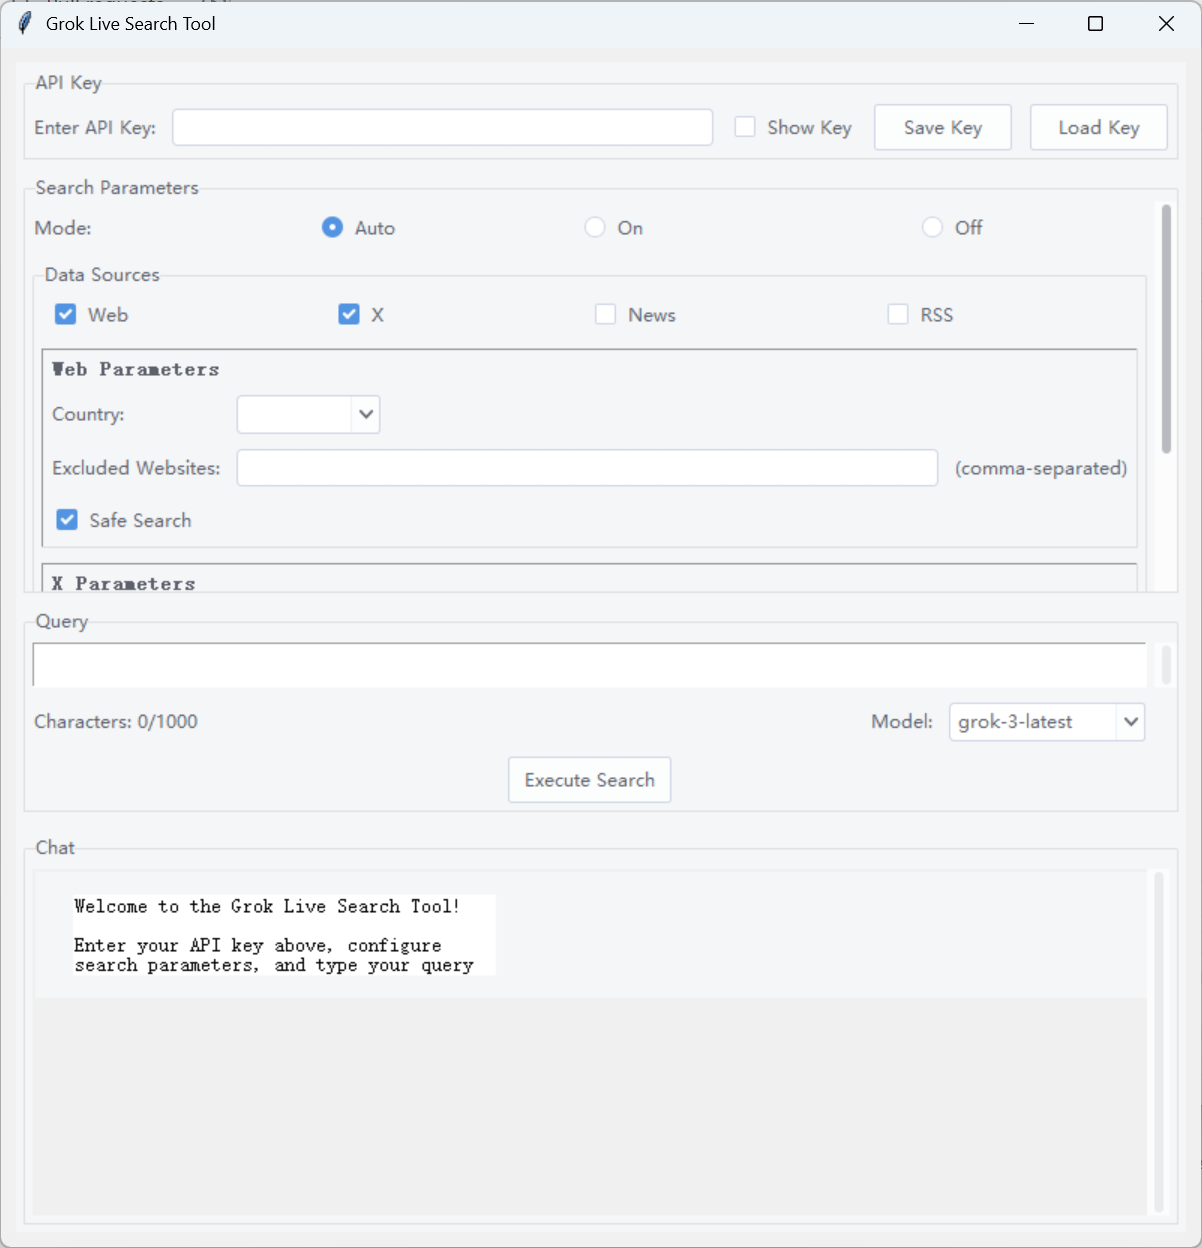 Grok Live Search Tool
API Key
Enter API Key: Show Key Save Key Load Key
Search Parameters
Mode: Auto On Off
Data Sources
Web X News RSS
Web Parameters
Country:
Excluded Websites: (comma-separated)
Safe Search
X Parameters
Query
Characters: 0/1000 Model: grok-3-latest
Execute Search
Chat
Welcome to the Grok Live Search Tool!
Enter your API key above, configure
search parameters, and type your query